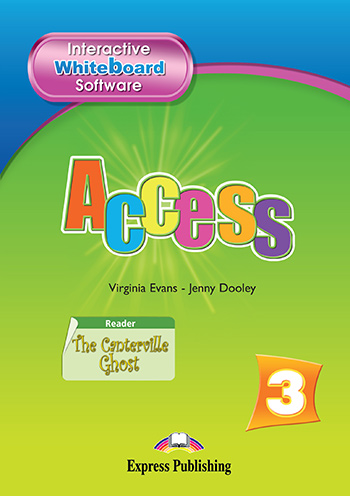 Interactive
Whiteboard
Software
Access
Virginia Evans - Jenny Dooley
Reader
The Canterville
Ghost
3
Express Publishing